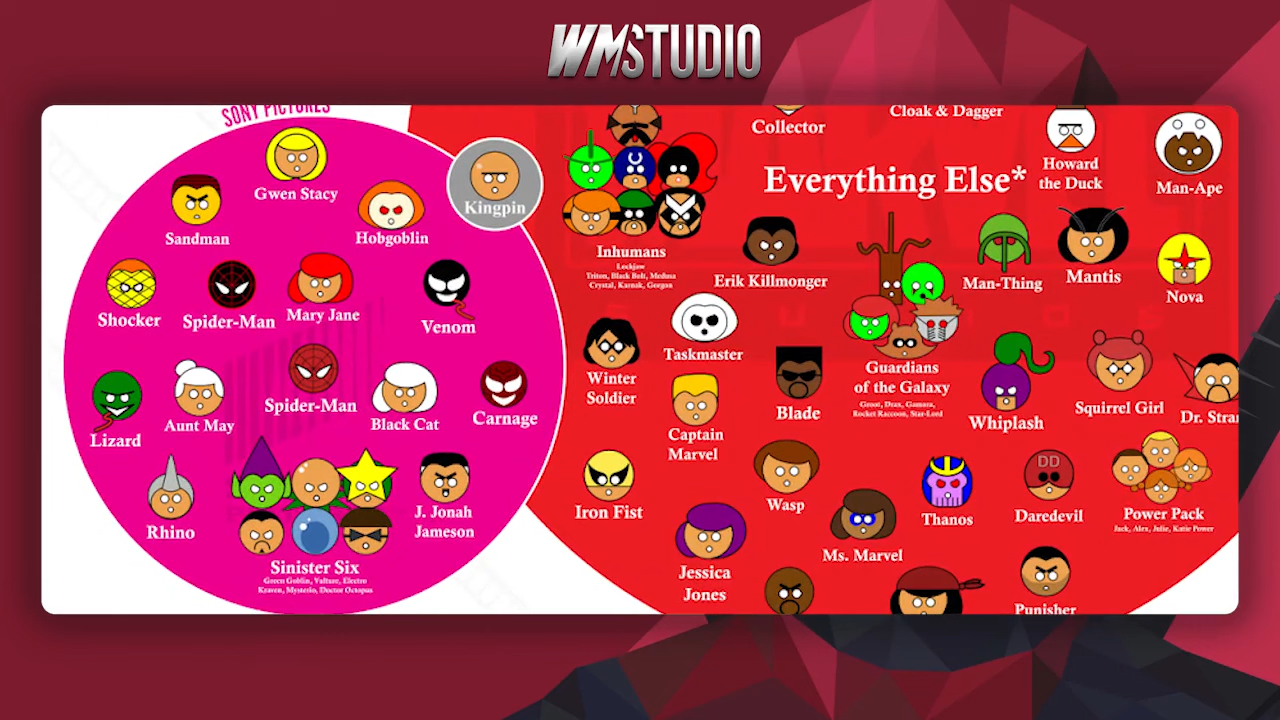 WMSTUDIO
SONY PICTURES
Gwen Stacy
Sandman
Hobgoblin
Kingpin
Shocker
Spider-Man
Mary Jane
Venom
Lizard
Aunt May
Spider-Man
Black Cat
Carnage
Rhino
Sinister Six
Green Goblin, Vulture, Electro
Kraven, Mysterio, Doctor Octopus
J. Jonah
Jameson
Collector
Cloak & Dagger
Everything Else*
Howard
the Duck
Man-Ape
Inhumans
Lockjaw
Triton, Black Bolt, Medusa
Crystal, Karnak, Gorgon
Erik Killmonger
Man-Thing
Mantis
Nova
Winter
Soldier
Taskmaster
Captain
Marvel
Blade
Guardians
of the Galaxy
Groot, Drax, Gamora,
Rocket Raccoon, Star-Lord
Whiplash
Squirrel Girl
Dr. Stran
Iron Fist
Wasp
Ms. Marvel
Thanos
DD
Daredevil
Power Pack
Jack, Alex, Julie, Katie Power
Jessica
Jones
Punisher